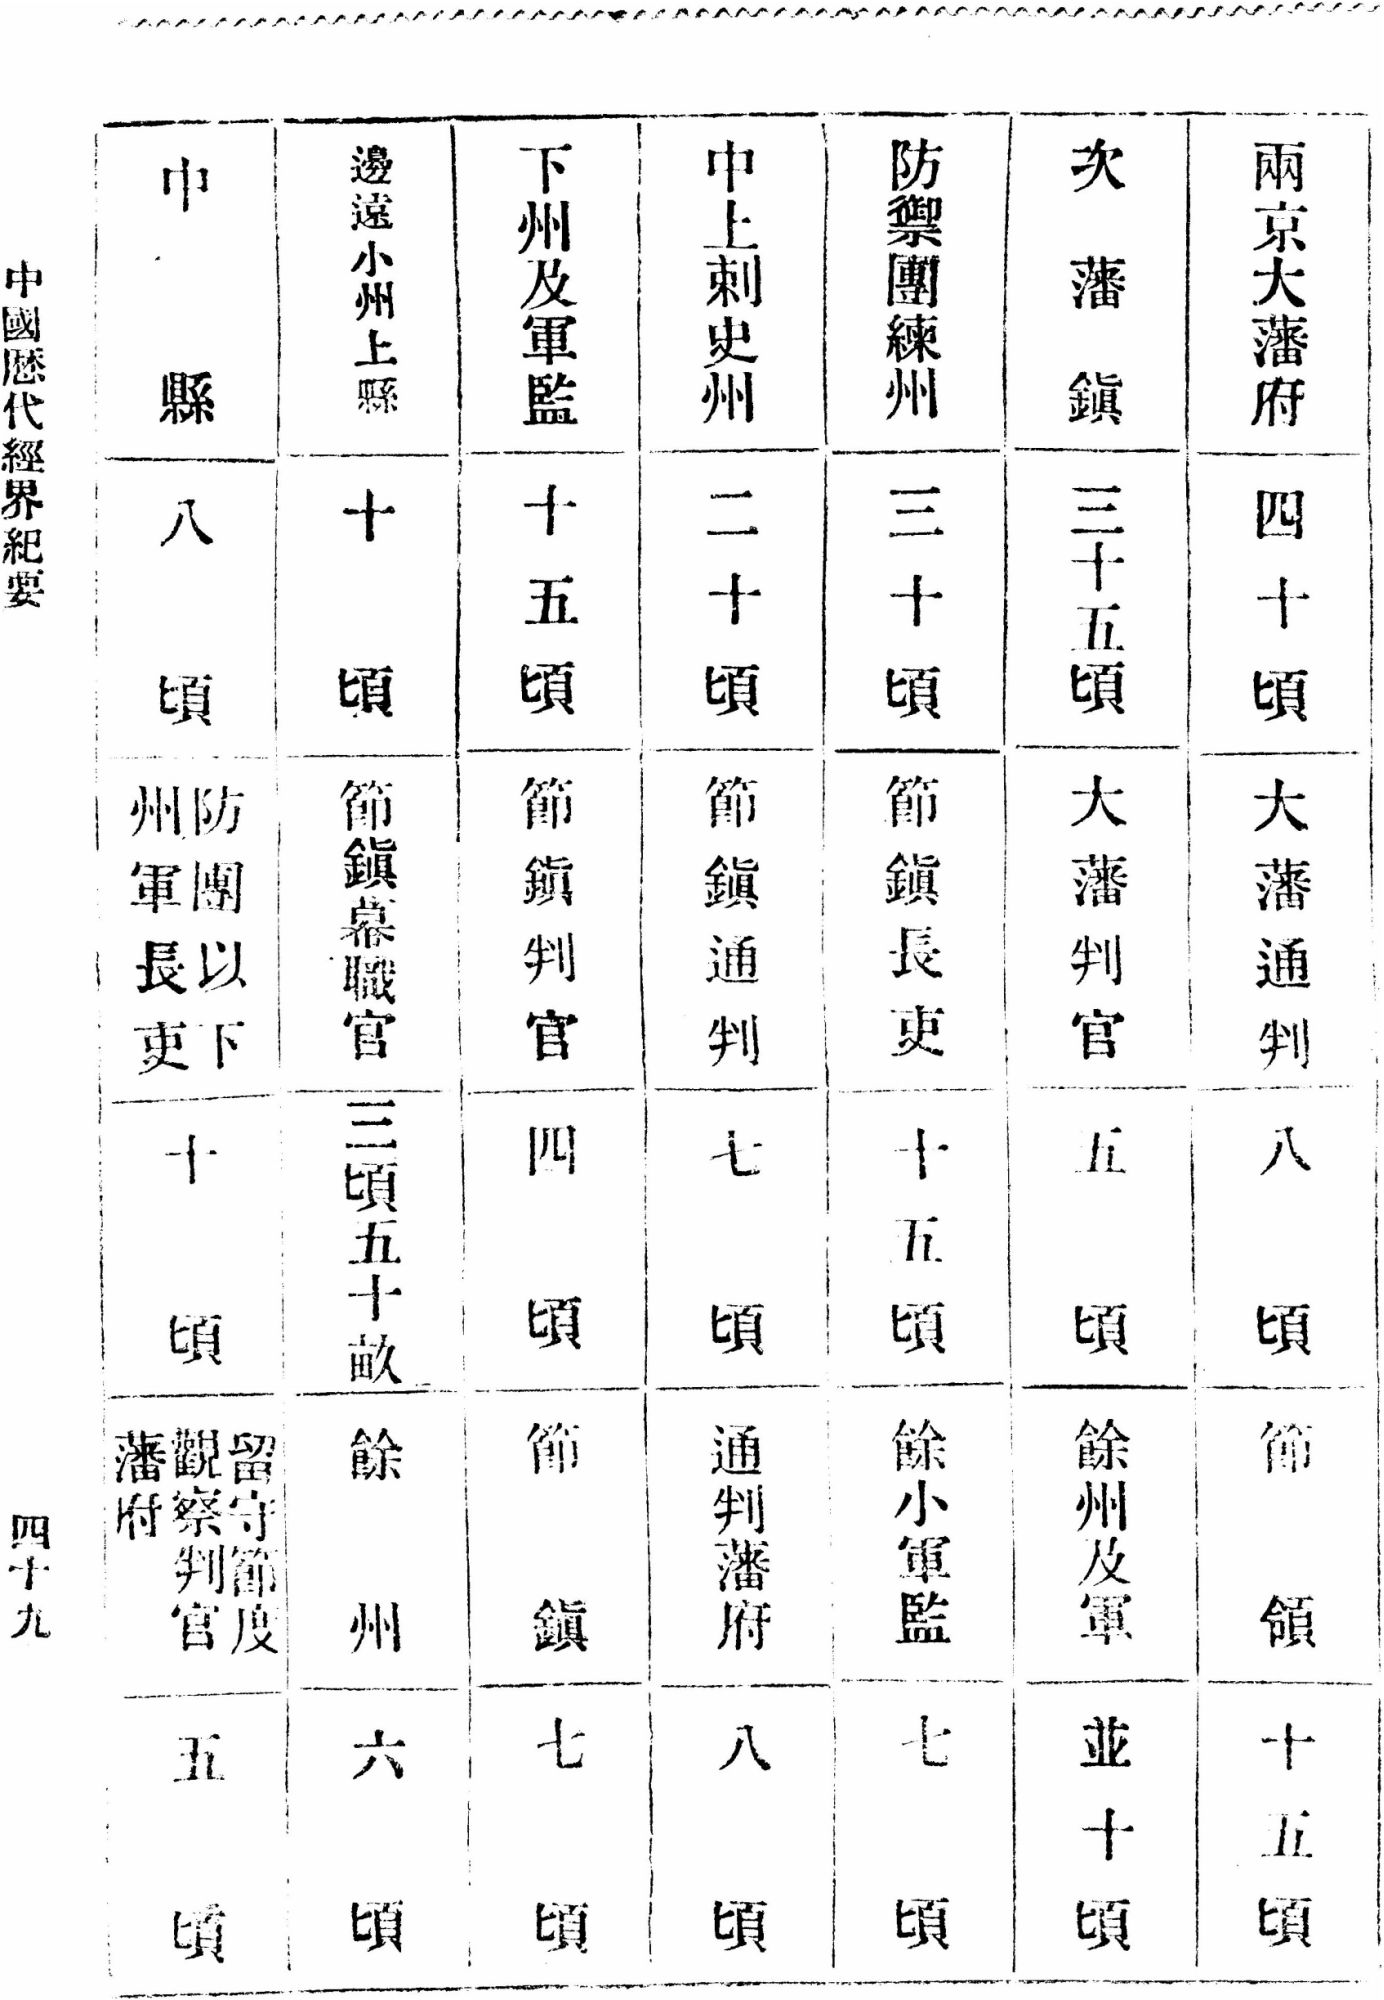 兩京大藩府 四十頃 大藩通判 八頃 節領 十五頃
次藩鎭 三十五頃 大藩判官 五頃 餘州及軍 並十頃
防禦團練州 三十頃 節鎭長吏 十五頃 餘小軍監 七頃
中上刺史州 二十頃 節鎭通判 七頃 通判藩府 八頃
下州及軍監 十五頃 節鎭判官 四頃 節鎭 七頃
邊遠小州上縣 十頃 節鎭幕職官 三頃五十畝 餘州 六頃
中縣 八頃 防團以下州軍長吏 十頃 留守節度觀察判官藩府 五頃
中國歷代經界紀要
四十九